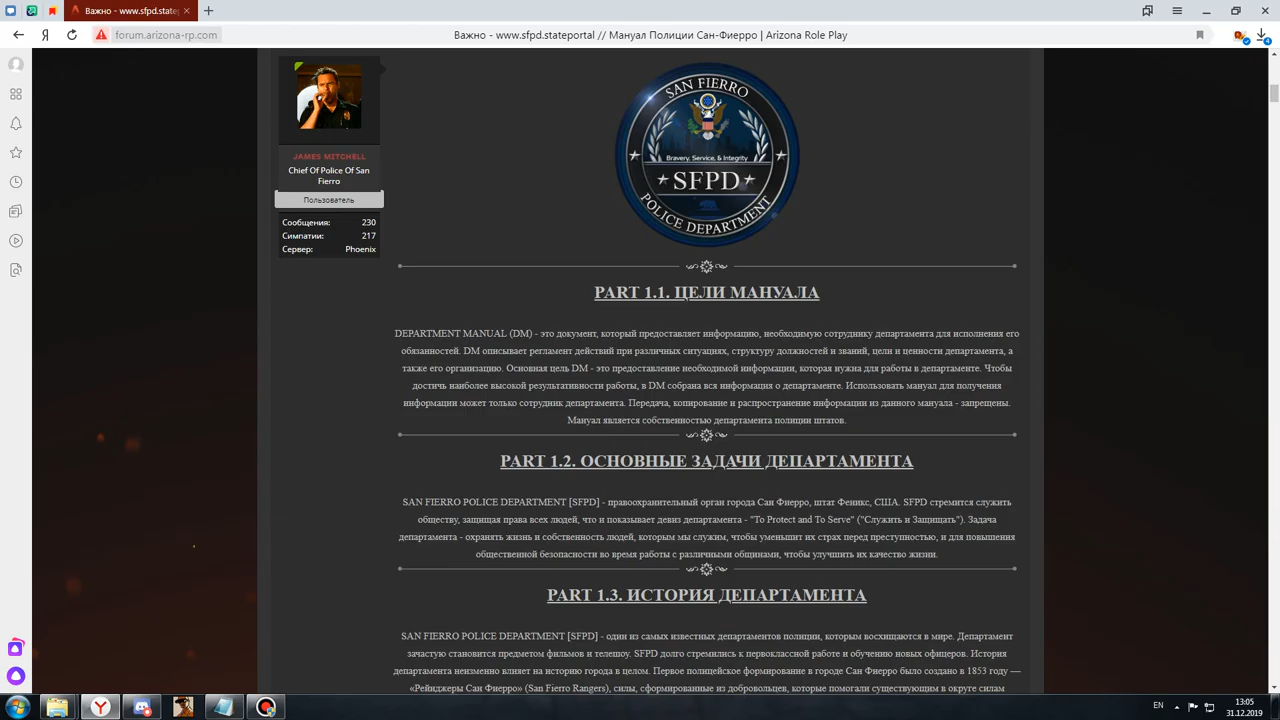 Важно - www.sfpd.state
forum.arizona-rp.com
Важно - www.sfpd.stateportal // Мануал Полиции Сан-Фиерро | Arizona Role Play
4
JAMES MITCHELL
Chief Of Police Of San
Fierro
Пользователь
Сообщения: 230
Симпатии: 217
Сервер: Phoenix
SAN FIERRO
Bravery, Service, & Integrity
SFPD
POLICE DEPARTMENT
PART 1.1. ЦЕЛИ МАНУАЛА
DEPARTMENT MANUAL (DM) - это документ, который предоставляет информацию, необходимую сотруднику департамента для исполнения его
обязанностей. DM описывает регламент действий при различных ситуациях, структуру должностей и званий, цели и ценности департамента, а
также его организацию. Основная цель DM - это предоставление необходимой информации, которая нужна для работы в департаменте. Чтобы
достичь наиболее высокой результативности работы, в DM собрана вся информация о департаменте. Использовать мануал для получения
информации может только сотрудник департамента. Передача, копирование и распространение информации из данного мануала - запрещены.
Мануал является собственностью департамента полиции штатов.
PART 1.2. ОСНОВНЫЕ ЗАДАЧИ ДЕПАРТАМЕНТА
SAN FIERRO POLICE DEPARTMENT [SFPD] - правоохранительный орган города Сан Фиерро, штат Феникс, США. SFPD стремится служить
обществу, защищая права всех людей, что и показывает девиз департамента - "To Protect and To Serve" ("Служить и Защищать"). Задача
департамента - охранять жизнь и собственность людей, которым мы служим, чтобы уменьшит их страх перед преступностью, и для повышения
общественной безопасности во время работы с различными общинами, чтобы улучшить их качество жизни.
PART 1.3. ИСТОРИЯ ДЕПАРТАМЕНТА
SAN FIERRO POLICE DEPARTMENT [SFPD] - один из самых известных департаментов полиции, которым восхищаются в мире. Департамент
зачастую становится предметом фильмов и телешоу. SFPD долго стремились к первоклассной работе и обучению новых офицеров. История
департамента неизменно влияет на историю города в целом. Первое полицейское формирование в городе Сан Фиерро было создано в 1853 году —
«Рейнджеры Сан Фиерро» (San Fierro Rangers), силы, сформированные из добровольцев, которые помогали существующим в округе силам
EN
13:05
31.12.2019